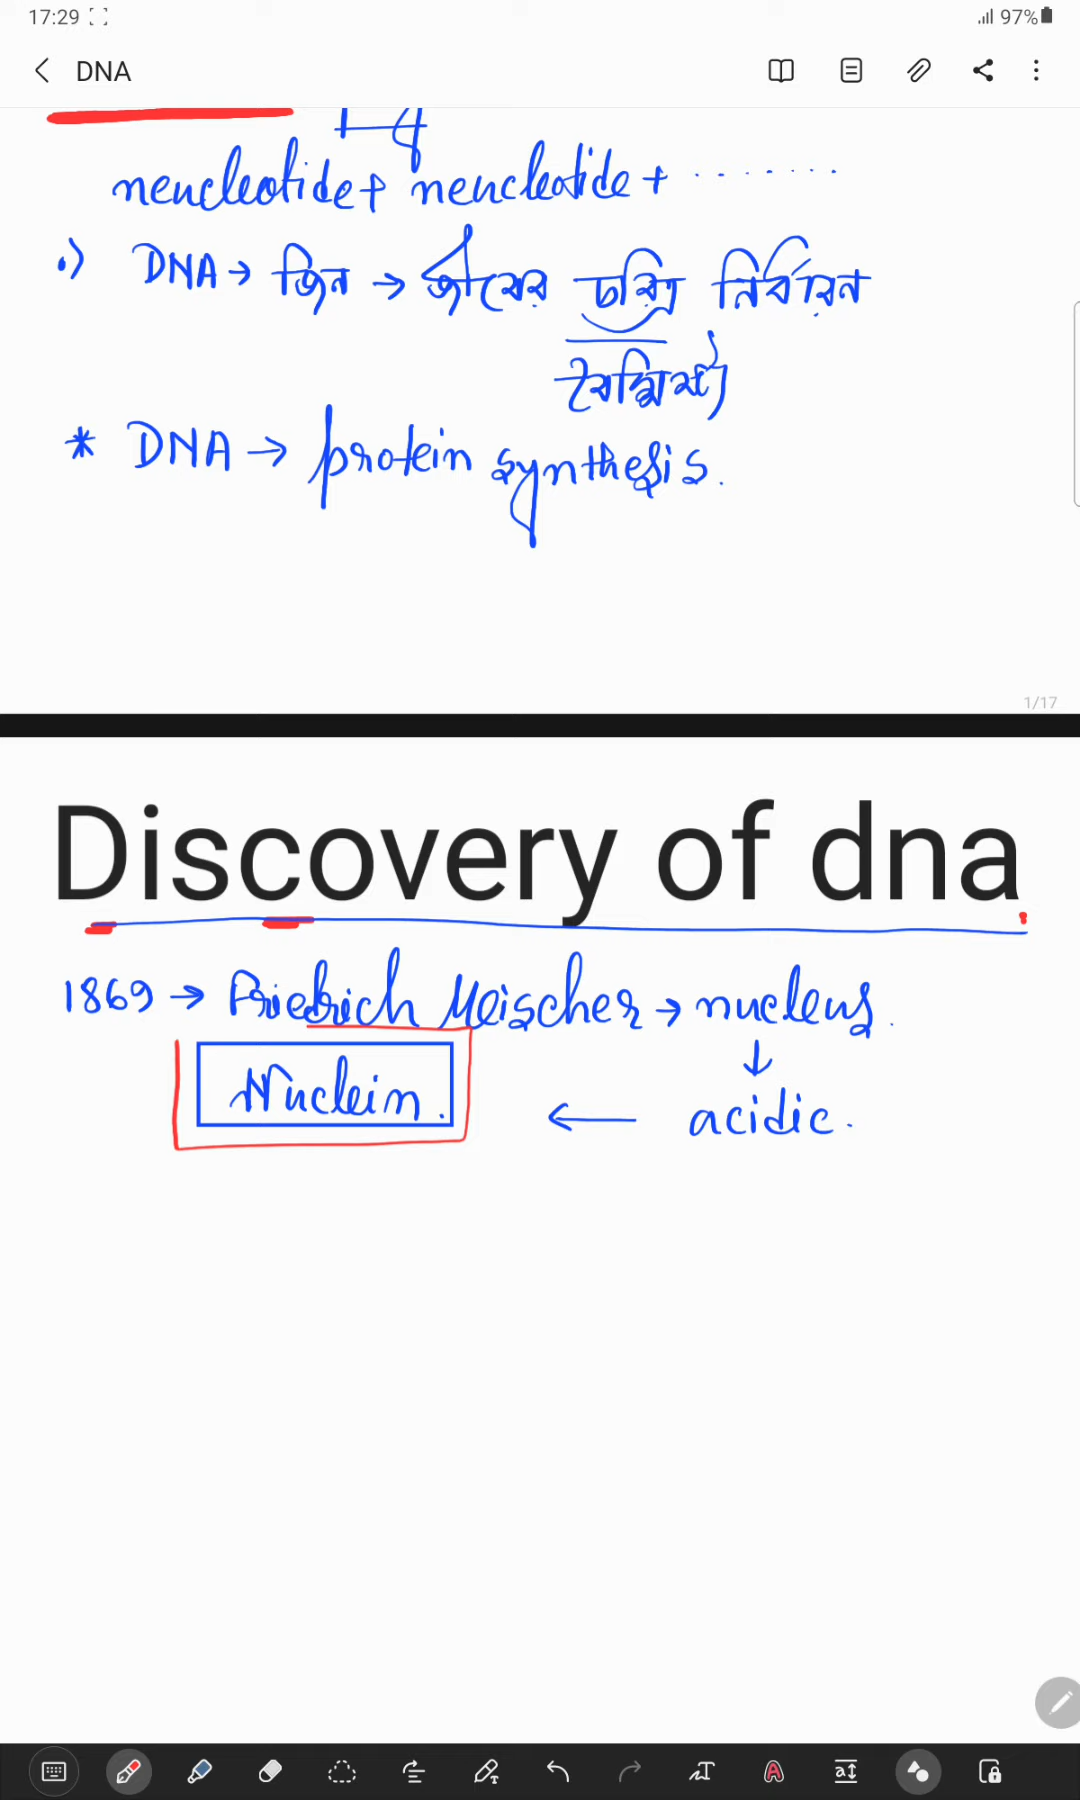 17:29 97%
DNA
neucleotide + neucleotide + ........
DNA → জিন → জীবের চরিত্র নির্ধারন
* DNA → protein synthesis.
1/17
Discovery of dna
1869 → Friedrich Meischer → nucleus.
↓
Nuclein. ← acidic.